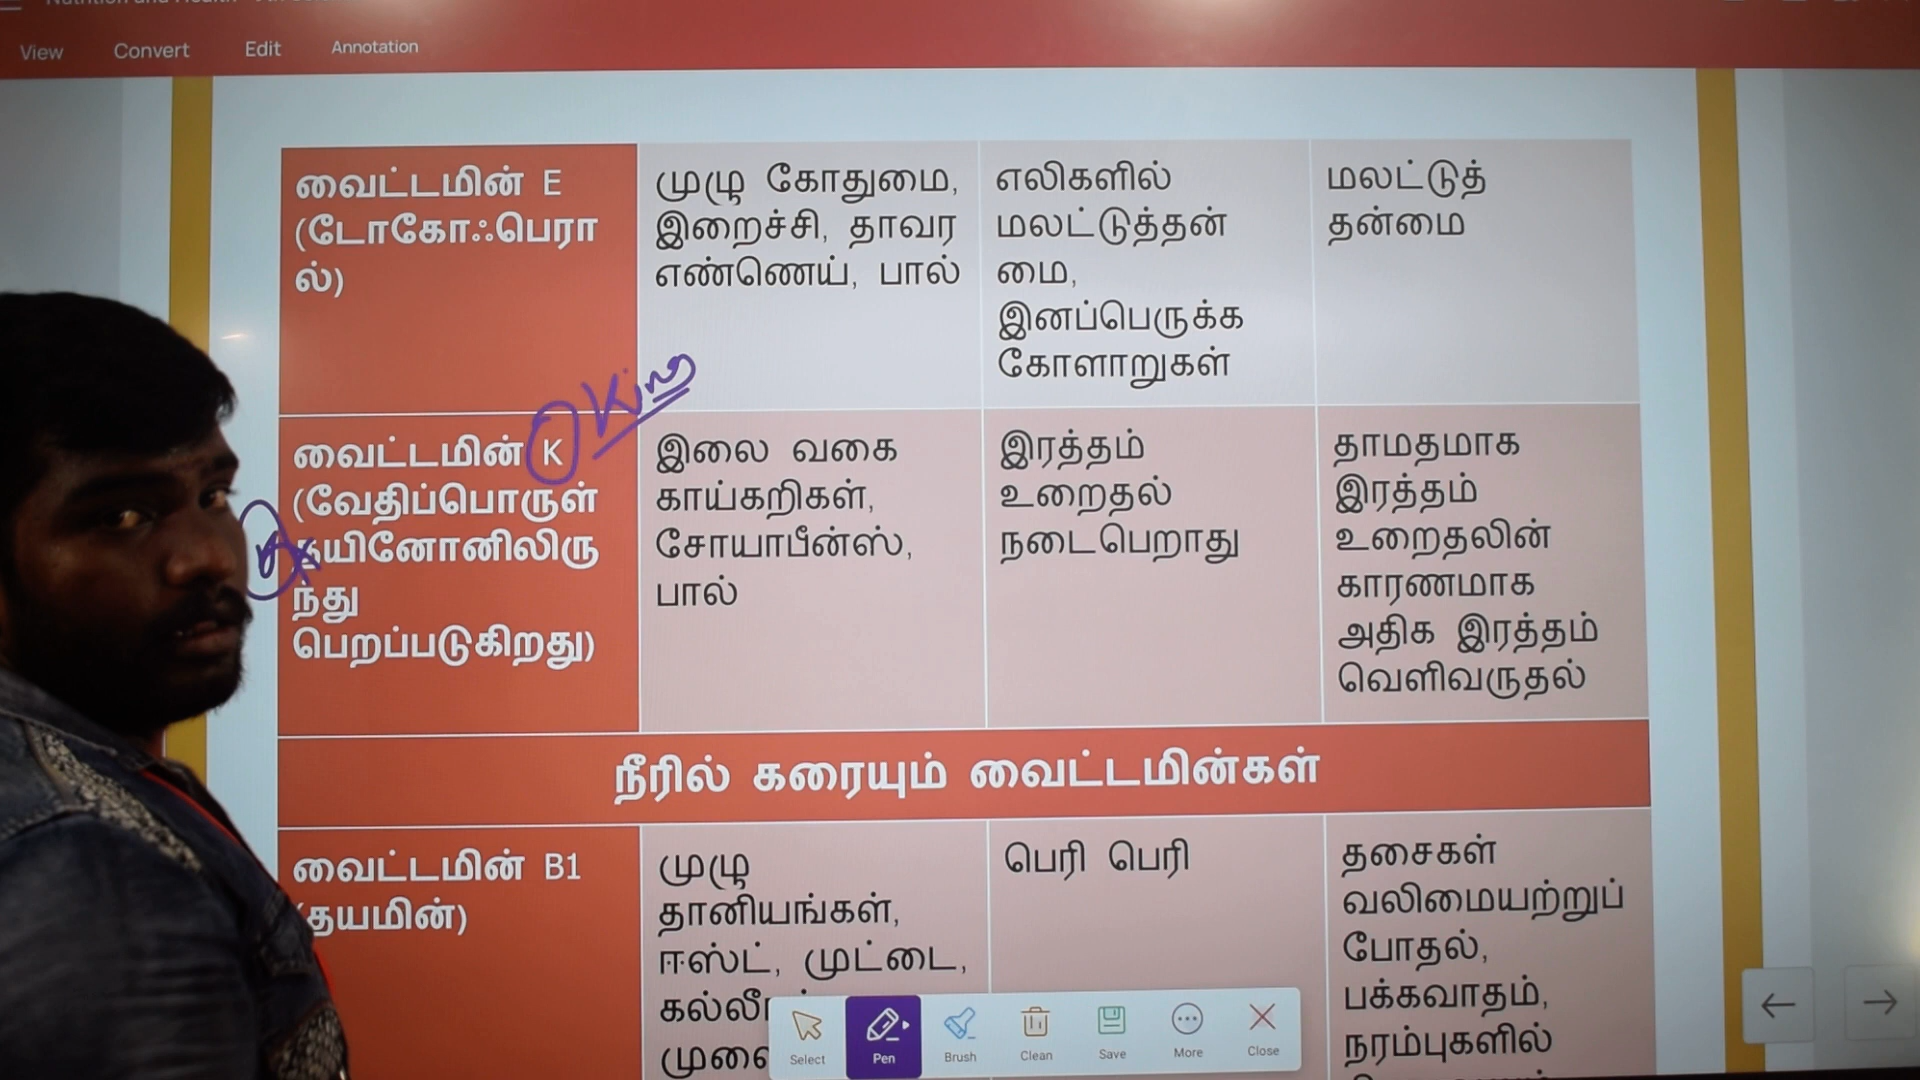 View Convert Edit Annotation
வைட்டமின் E
(டோகோஃபெரா
ல்)
முழு கோதுமை,
இறைச்சி, தாவர
எண்ணெய், பால்
எலிகளில்
மலட்டுத்தன்
மை,
இனப்பெருக்க
கோளாறுகள்
மலட்டுத்
தன்மை
King
வைட்டமின் K
(வேதிப்பொருள்
குயினோனிலிரு
ந்து
பெறப்படுகிறது)
இலை வகை
காய்கறிகள்,
சோயாபீன்ஸ்,
பால்
இரத்தம்
உறைதல்
நடைபெறாது
தாமதமாக
இரத்தம்
உறைதலின்
காரணமாக
அதிக இரத்தம்
வெளிவருதல்
நீரில் கரையும் வைட்டமின்கள்
வைட்டமின் B1
(தயமின்)
முழு
தானியங்கள்,
ஈஸ்ட், முட்டை,
பெரி பெரி
தசைகள்
வலிமையற்றுப்
போதல்,
பக்கவாதம்,
நரம்புகளில்
Select Pen Brush Clean Save More Close